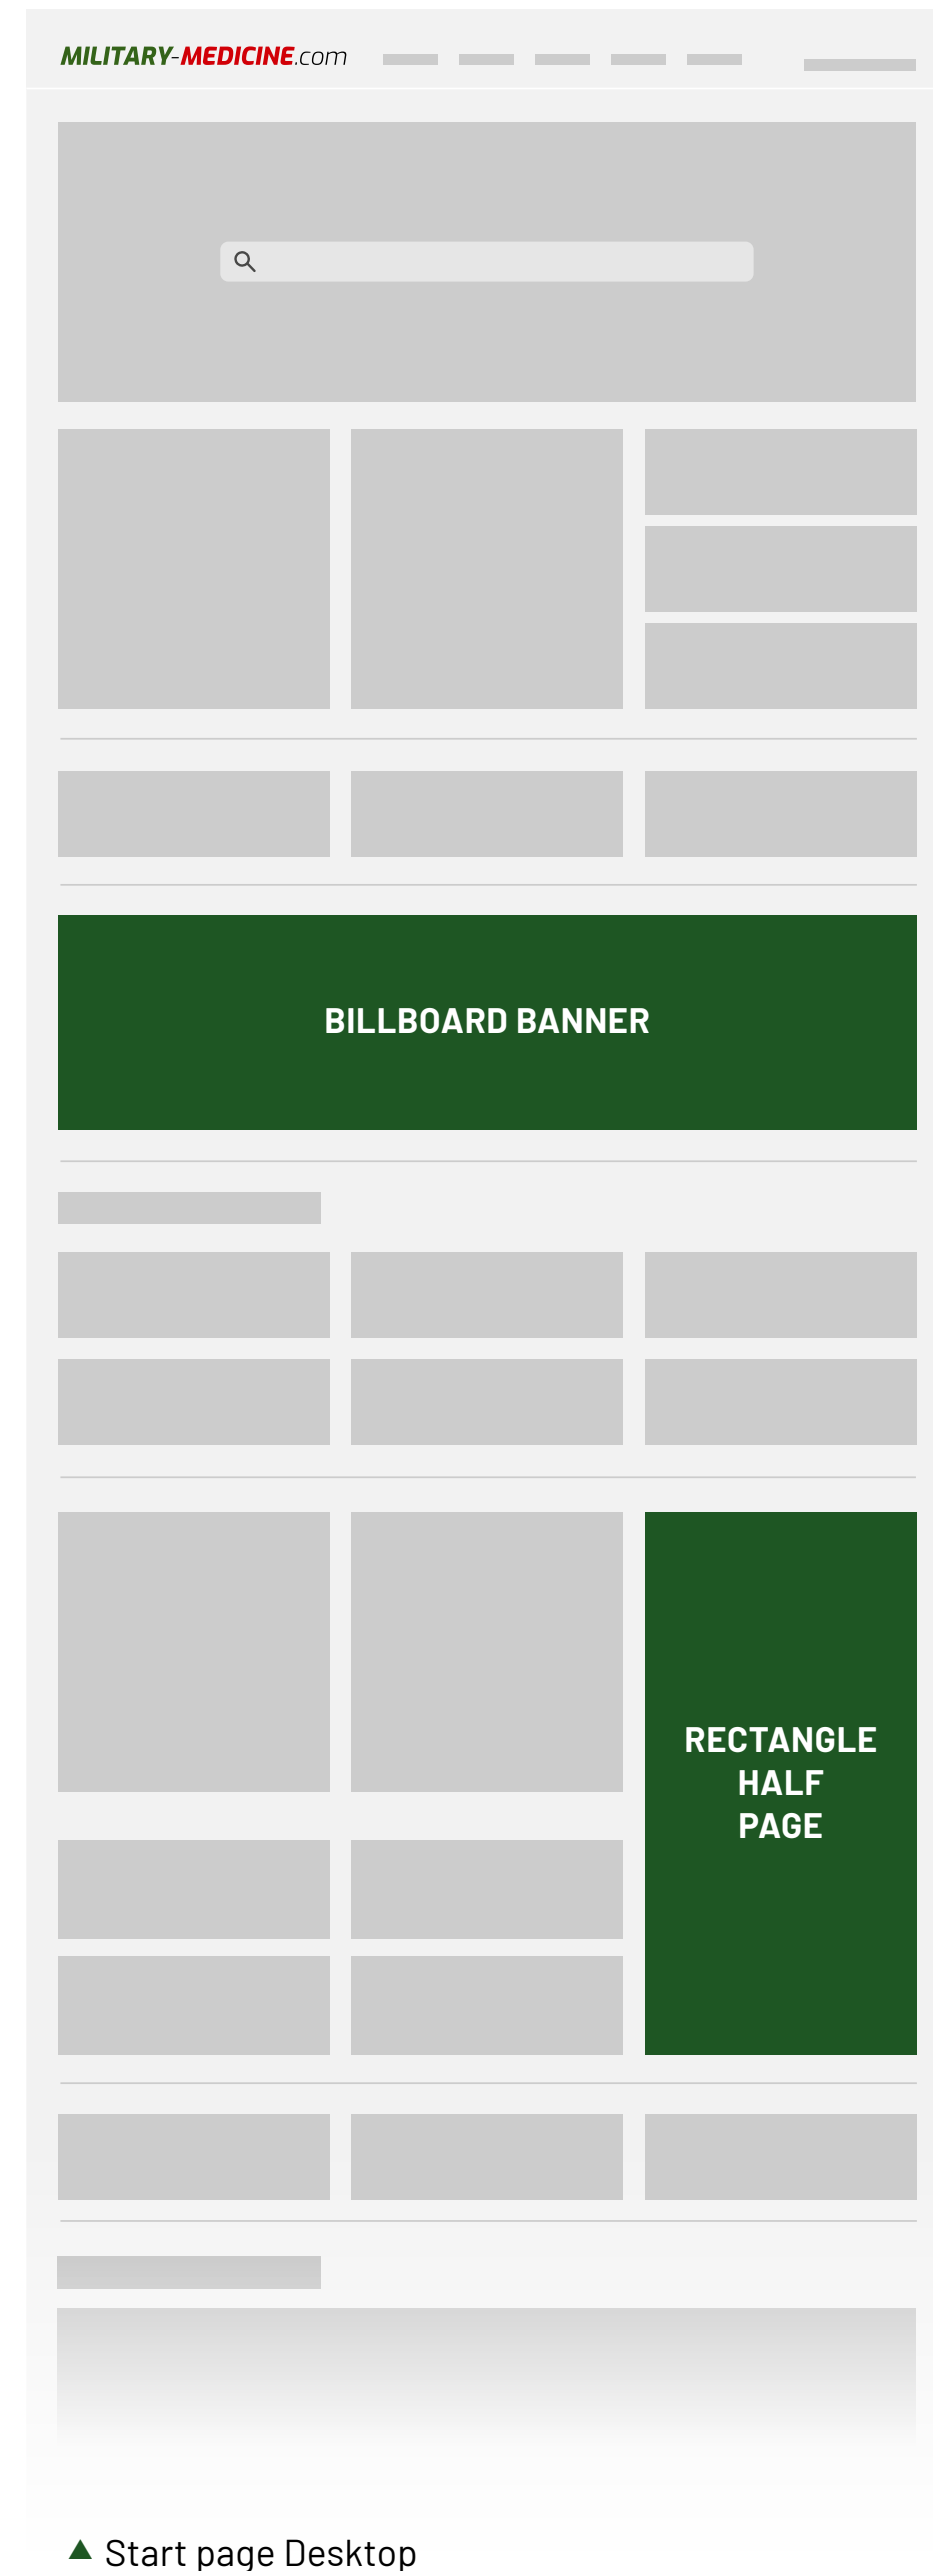 MILITARY-MEDICINE.com
BILLBOARD BANNER
RECTANGLE
HALF
PAGE
Start page Desktop